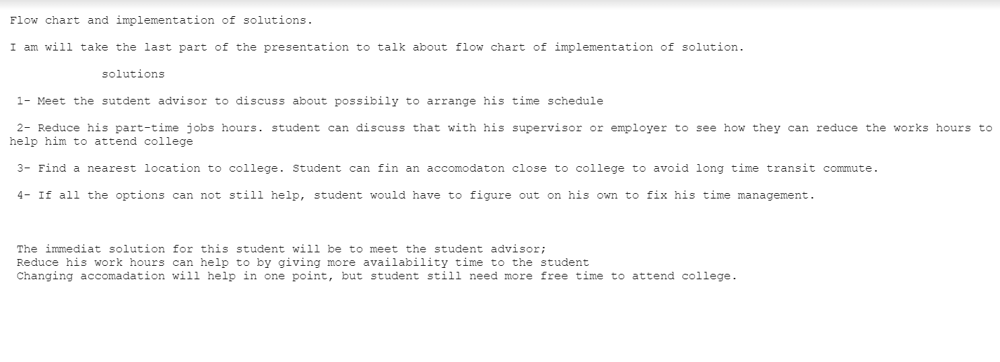 Flow chart and implementation of solutions.
I am will take the last part of the presentation to talk about flow chart of implementation of solution.
solutions
1- Meet the sutdent advisor to discuss about possibily to arrange his time schedule
2- Reduce his part-time jobs hours. student can discuss that with his supervisor or employer to see how they can reduce the works hours to
help him to attend college
3- Find a nearest location to college. Student can fin an accomodaton close to college to avoid long time transit commute.
4- If all the options can not still help, student would have to figure out on his own to fix his time management.
The immediat solution for this student will be to meet the student advisor;
Reduce his work hours can help to by giving more availability time to the student
Changing accomadation will help in one point, but student still need more free time to attend college.